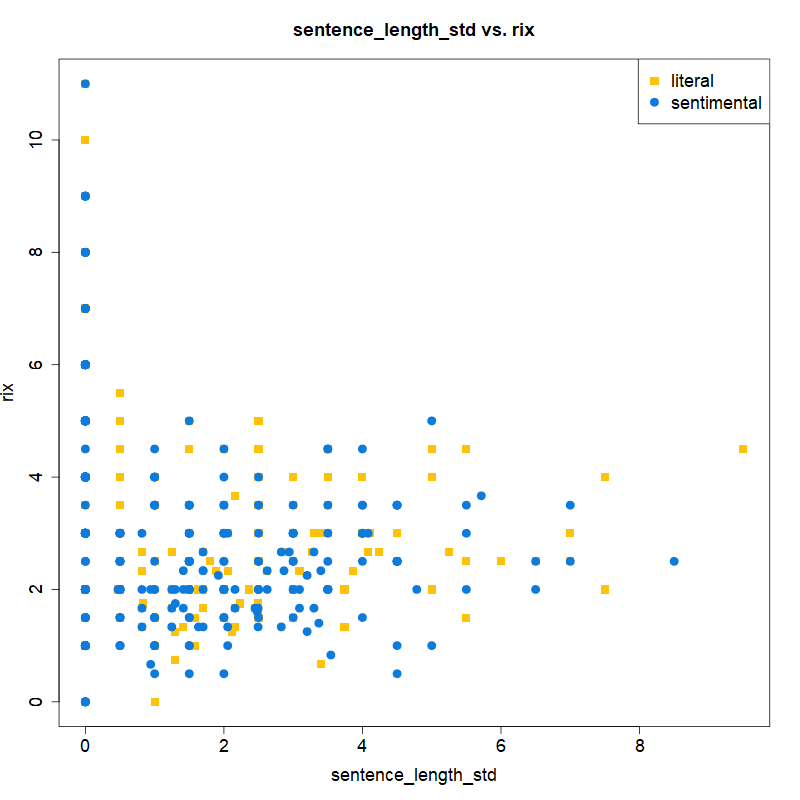 sentence_length_std vs. rix
literal
sentimental
rix
10
8
6
4
2
0
0 2 4 6 8
sentence_length_std